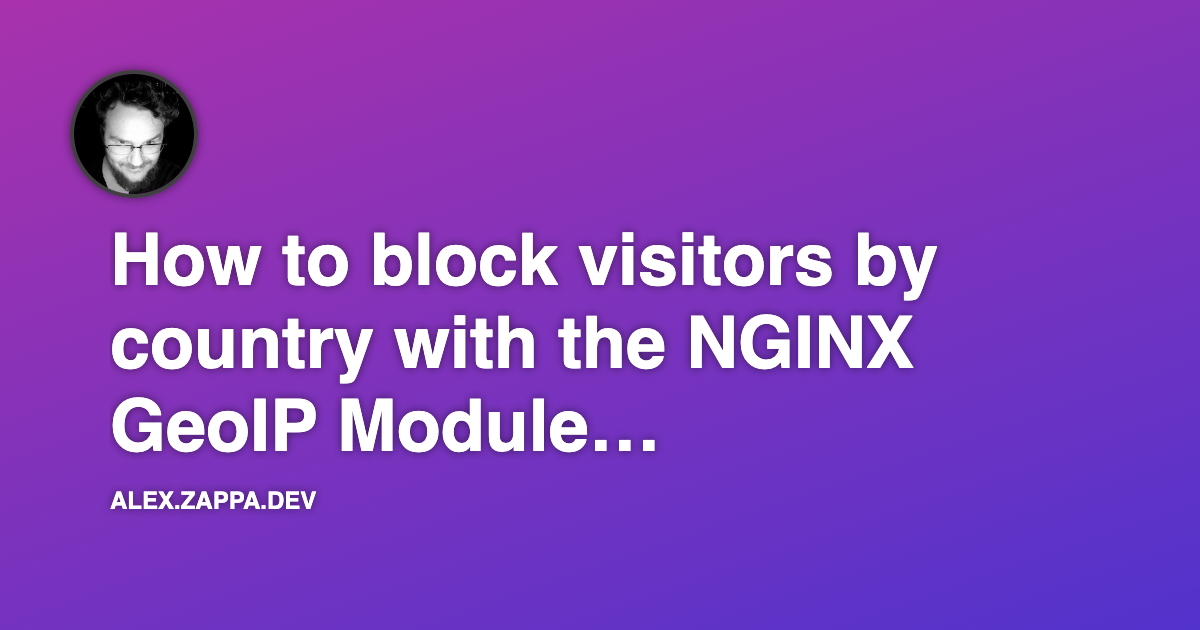 How to block visitors by
country with the NGINX
GeoIP Module…
ALEX.ZAPPA.DEV